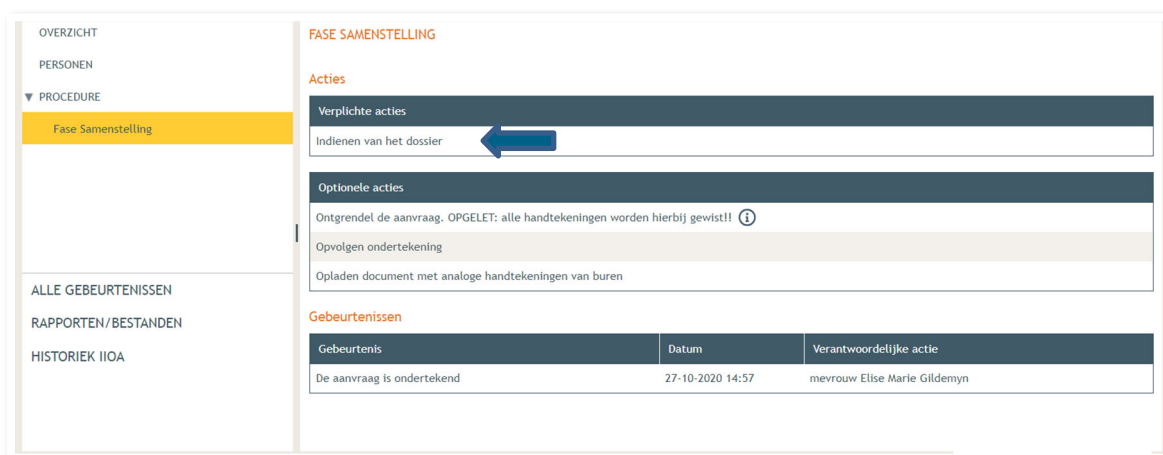 OVERZICHT
PERSONEN
PROCEDURE
Fase Samenstelling
ALLE GEBEURTENISSEN
RAPPORTEN/BESTANDEN
HISTORIEK IIOA
FASE SAMENSTELLING
Acties
Verplichte acties
Indienen van het dossier
Optionele acties
Ontgrendel de aanvraag. OPGELET: alle handtekeningen worden hierbij gewist!!
Opvolgen ondertekening
Opladen document met analoge handtekeningen van buren
Gebeurtenissen
Gebeurtenis Datum Verantwoordelijke actie
De aanvraag is ondertekend 27-10-2020 14:57 mevrouw Elise Marie Gildemyn